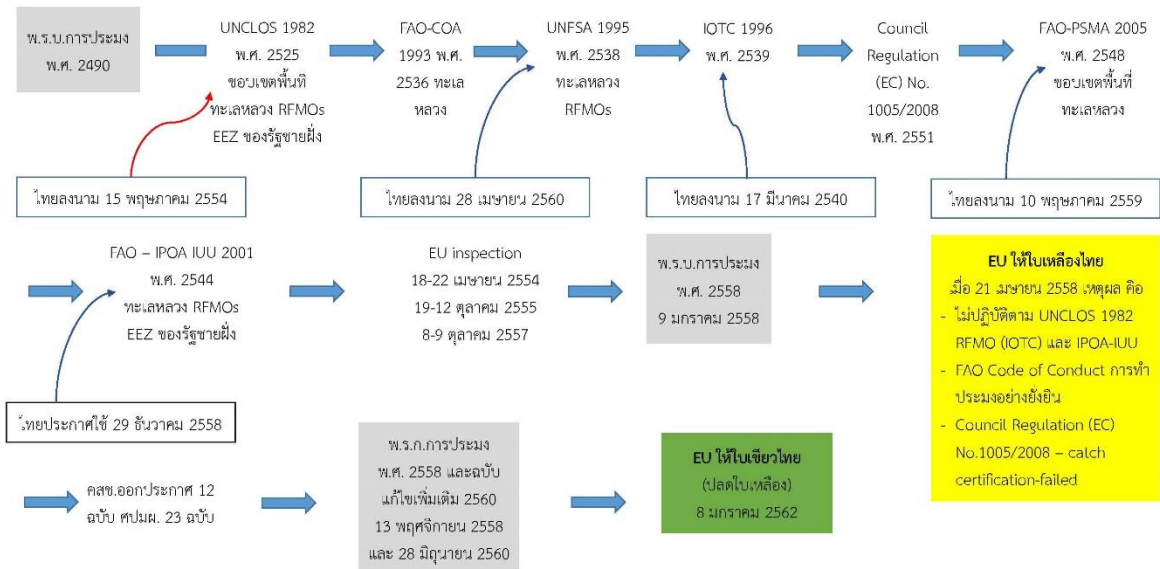 พ.ร.บ.การประมง
พ.ศ. 2490
UNCLOS 1982
พ.ศ. 2525
ขอบเขตพื้นที
ทะเลหลวง RFMOs
EEZ ของรัฐชายฝั่ง
FAO-COA
1993 พ.ศ.
2536 ทะเล
หลวง
UNFSA 1995
พ.ศ. 2538
ทะเลหลวง
RFMOs
IOTC 1996
พ.ศ. 2539
Council
Regulation
(EC) No.
1005/2008
พ.ศ. 2551
FAO-PSMA 2005
พ.ศ. 2548
ขอบเขตพื้นที่
ทะเลหลวง
ไทยลงนาม 15 พฤษภาคม 2554
ไทยลงนาม 28 เมษายน 2560
ไทยลงนาม 17 มีนาคม 2540
ไทยลงนาม 10 พฤษภาคม 2559
FAO – IPOA IUU 2001
พ.ศ. 2544
ทะเลหลวง RFMOs
EEZ ของรัฐชายฝั่ง
EU inspection
18-22 เมษายน 2554
19-12 ตุลาคม 2555
8-9 ตุลาคม 2557
พ.ร.บ.การประมง
พ.ศ. 2558
9 มกราคม 2558
EU ให้ใบเหลืองไทย
เมื่อ 21 เมษายน 2558 เหตุผล คือ
- ไม่ปฏิบัติตาม UNCLOS 1982
RFMO (IOTC) และ IPOA-IUU
- FAO Code of Conduct การทำ
ประมงอย่างยั่งยืน
- Council Regulation (EC)
No.1005/2008 – catch
certification-failed
ไทยประกาศใช้ 29 ธันวาคม 2558
คสช.ออกประกาศ 12
ฉบับ ศปมผ. 23 ฉบับ
พ.ร.ก.การประมง
พ.ศ. 2558 และฉบับ
แก้ไขเพิ่มเติม 2560
13 พฤศจิกายน 2558
และ 28 มิถุนายน 2560
EU ให้ใบเขียวไทย
(ปลดใบเหลือง)
8 มกราคม 2562